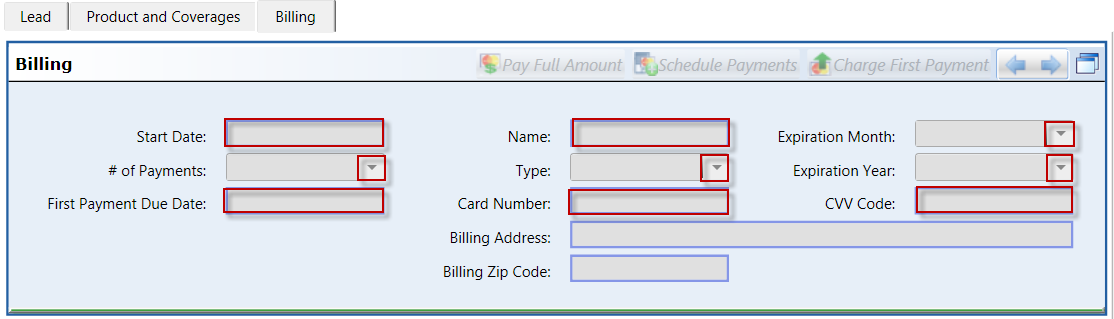 Lead Product and Coverages Billing
Billing Pay Full Amount Schedule Payments Charge First Payment
Start Date: Name: Expiration Month:
# of Payments: Type: Expiration Year:
First Payment Due Date: Card Number: CVV Code:
Billing Address:
Billing Zip Code: